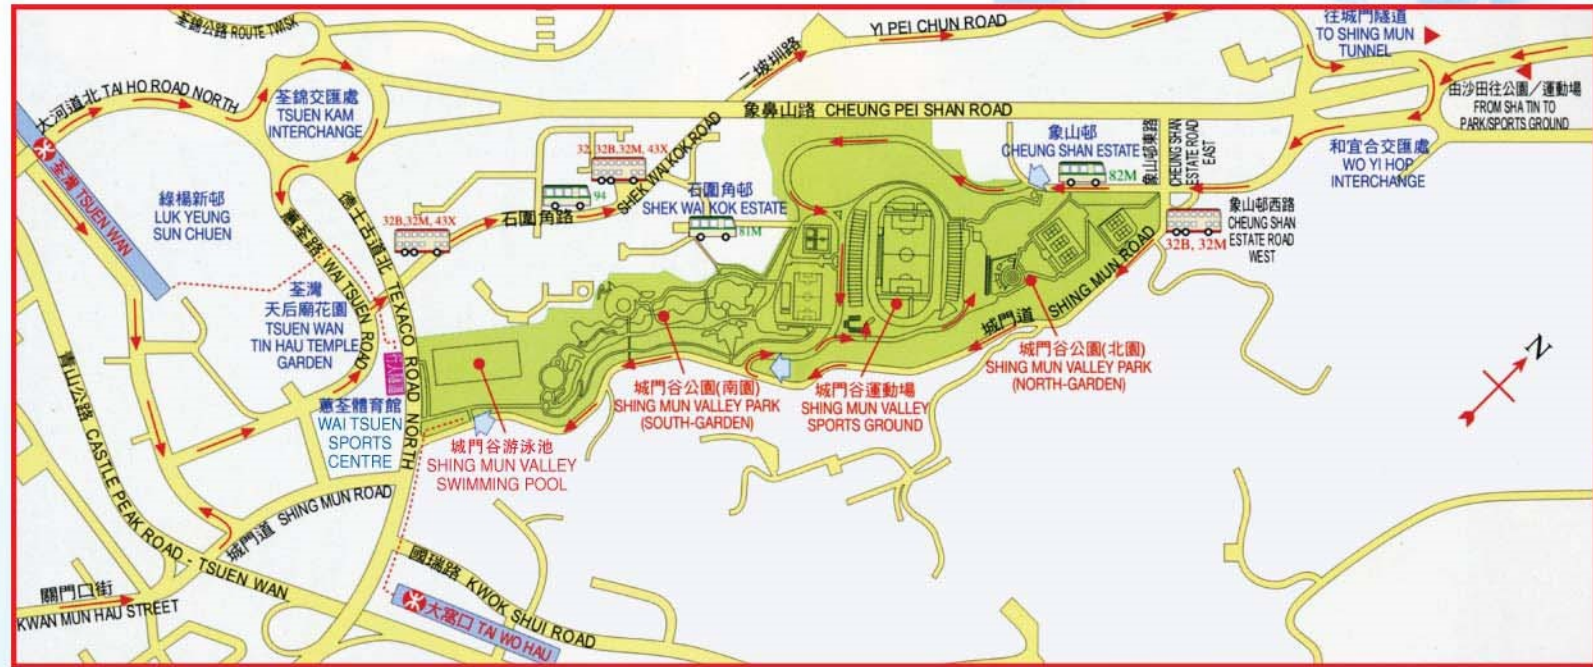 荃錦公路 ROUTE TWISK
大河道北 TAI HO ROAD NORTH
荃錦交匯處
TSUEN KAM
INTERCHANGE
二坡圳路
YI PEI CHUN ROAD
往城門隧道
TO SHING MUN
TUNNEL
由沙田往公園／運動場
FROM SHA TIN TO
PARK/SPORTS GROUND
象鼻山路 CHEUNG PEI SHAN ROAD
象山邨
CHEUNG SHAN ESTATE
82M
象山邨東路
CHEUNG SHAN
ESTATE ROAD
EAST
和宜合交匯處
WO YI HOP
INTERCHANGE
荃灣 TSUEN WAN
綠楊新邨
LUK YEUNG
SUN CHUEN
蕙荃路 WAI TSUEN ROAD
德士古道北 TEXACO ROAD NORTH
32B,32M, 43X
94
32, 32B,32M, 43X
石圍角路
SHEK WAI KOK ROAD
石圍角邨
SHEK WAI KOK ESTATE
81M
象山邨西路
CHEUNG SHAN
ESTATE ROAD
WEST
32B, 32M
荃灣
天后廟花園
TSUEN WAN
TIN HAU TEMPLE
GARDEN
行人隧道
蕙荃體育館
WAI TSUEN
SPORTS
CENTRE
城門谷游泳池
SHING MUN VALLEY
SWIMMING POOL
城門谷公園(南園)
SHING MUN VALLEY PARK
(SOUTH-GARDEN)
城門谷運動場
SHING MUN VALLEY
SPORTS GROUND
城門谷公園(北園)
SHING MUN VALLEY PARK
(NORTH-GARDEN)
城門道 SHING MUN ROAD
N
青山公路 CASTLE PEAK ROAD - TSUEN WAN
城門道 SHING MUN ROAD
關門口街
KWAN MUN HAU STREET
國瑞路 KWOK SHUI ROAD
大窩口 TAI WO HAU